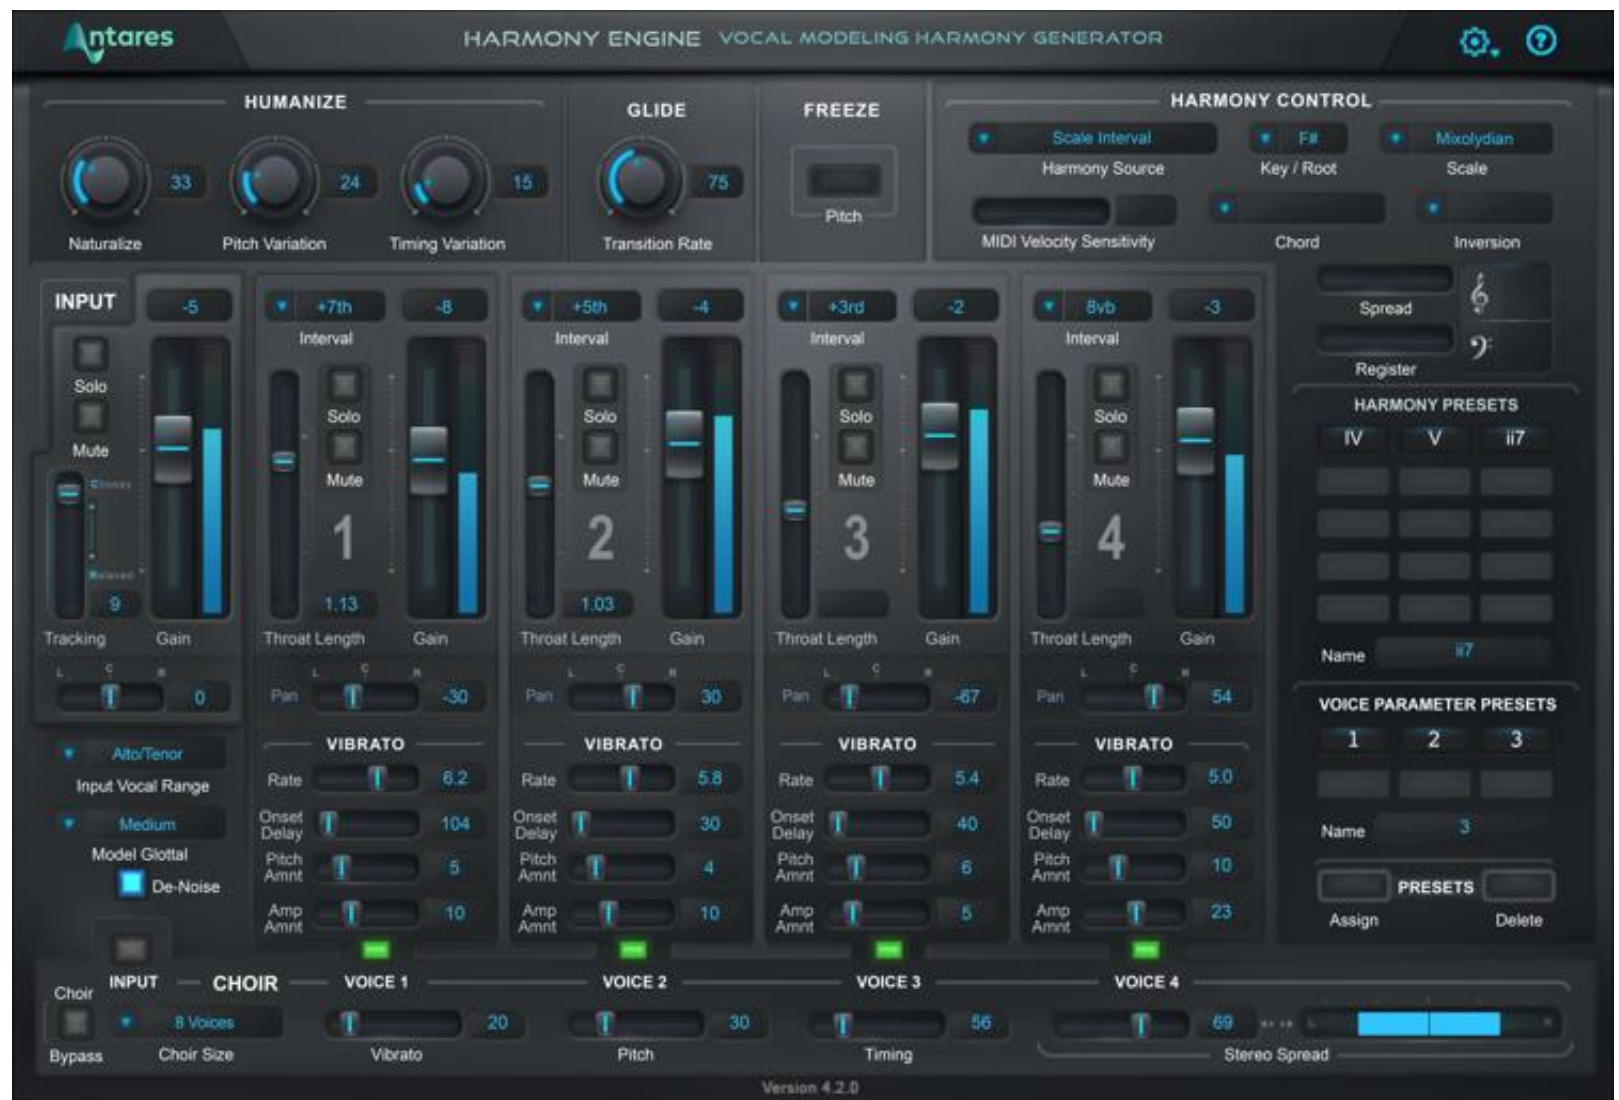 Antares
HARMONY ENGINE VOCAL MODELING HARMONY GENERATOR
HUMANIZE
33 24 15
Naturalize Pitch Variation Timing Variation
GLIDE
75
Transition Rate
FREEZE
Pitch
HARMONY CONTROL
Scale Interval F# Mixolydian
Harmony Source Key / Root Scale
MIDI Velocity Sensitivity Chord Inversion
Spread
Register
INPUT -5
Solo
Mute
Relaxed
9
Tracking Gain
L C R
0
Alto/Tenor
Input Vocal Range
Medium
Model Glottal
De-Noise
+7th -8
Interval
Solo
Mute
1
1.13
Throat Length Gain
L C R
Pan -30
VIBRATO
Rate 6.2
Onset Delay 104
Pitch Amnt 5
Amp Amnt 10
+5th -4
Interval
Solo
Mute
2
1.03
Throat Length Gain
L C R
Pan 30
VIBRATO
Rate 5.8
Onset Delay 30
Pitch Amnt 4
Amp Amnt 10
+3rd -2
Interval
Solo
Mute
3
Throat Length Gain
L C R
Pan -67
VIBRATO
Rate 5.4
Onset Delay 40
Pitch Amnt 6
Amp Amnt 5
8vb -3
Interval
Solo
Mute
4
Throat Length Gain
L C R
Pan 54
VIBRATO
Rate 5.0
Onset Delay 50
Pitch Amnt 10
Amp Amnt 23
HARMONY PRESETS
IV V ii7
Name ii7
VOICE PARAMETER PRESETS
1 2 3
Name 3
PRESETS
Assign Delete
INPUT CHOIR VOICE 1 VOICE 2 VOICE 3 VOICE 4
Choir
Bypass
8 Voices 20 30 56 69 L R
Choir Size Vibrato Pitch Timing Stereo Spread
Version 4.2.0